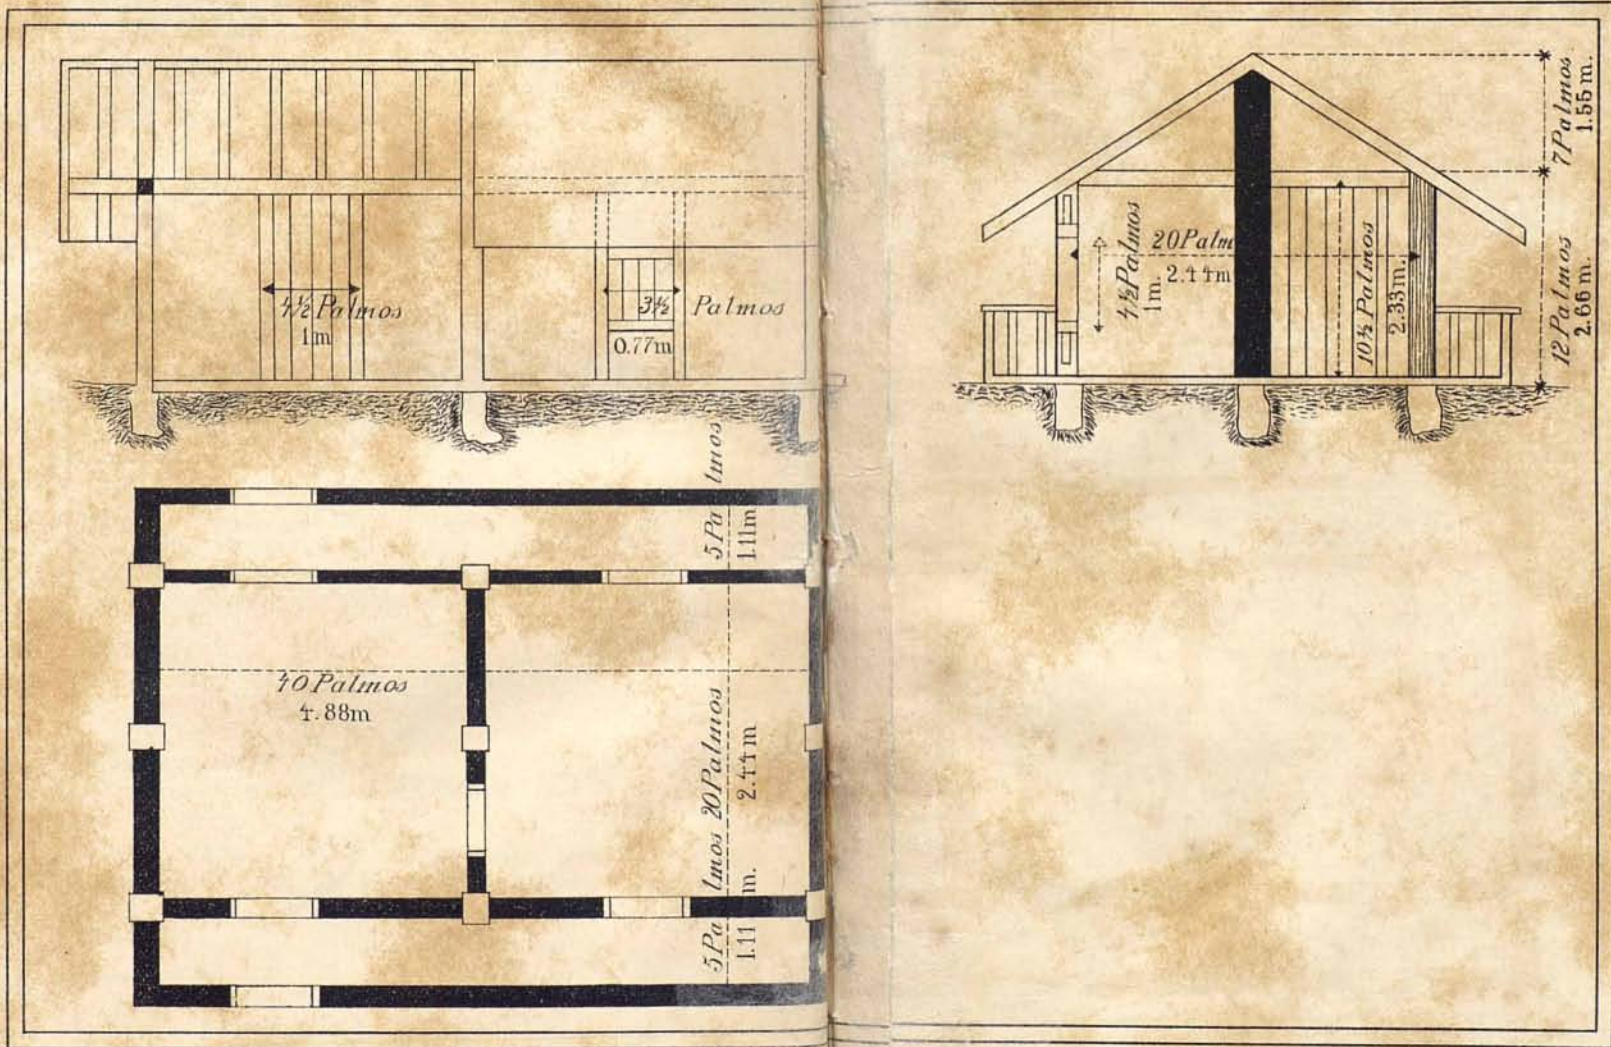 4½ Palmos
1m
3½ Palmos
0.77m
7 Palmos
1.55 m.
12 Palmos
2.66 m.
4½ Palmos
1m.
20 Palm
2.44m
10½ Palmos
2.33m.
5 Palmos
1.11m
40 Palmos
4.88m
20 Palmos
2.44m
5 Palmos
1.11 m.